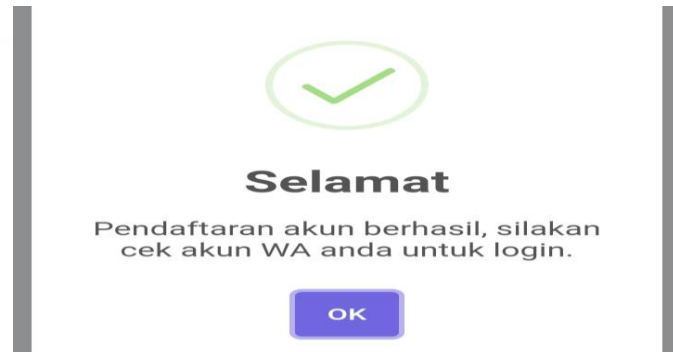 Selamat
Pendaftaran akun berhasil, silakan
cek akun WA anda untuk login.
OK